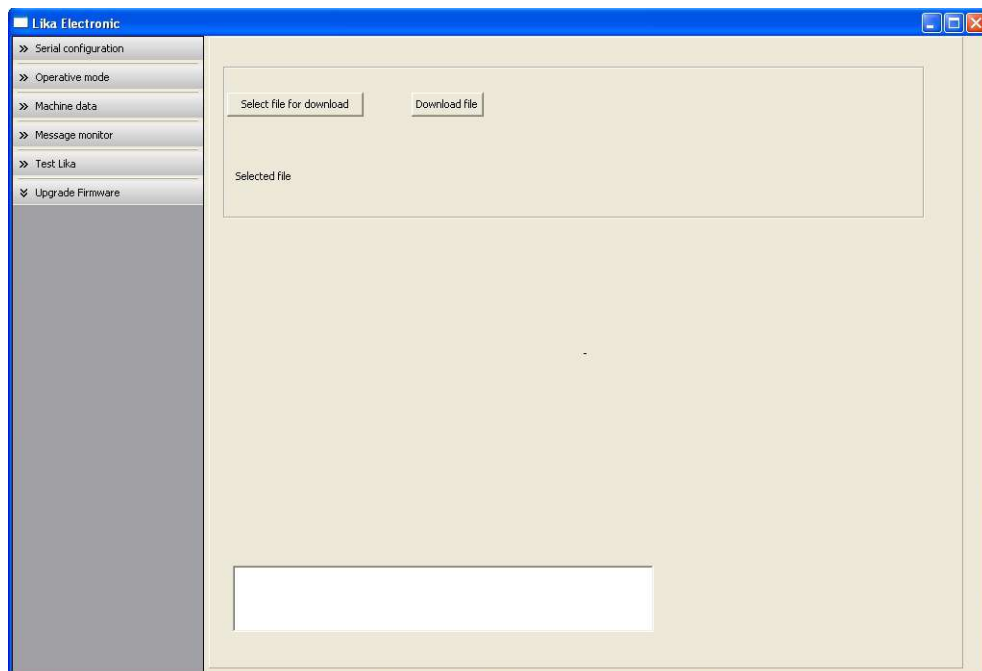 Lika Electronic
Serial configuration
Operative mode
Machine data
Message monitor
Test Lika
Upgrade Firmware
Select file for download
Download file
Selected file
-